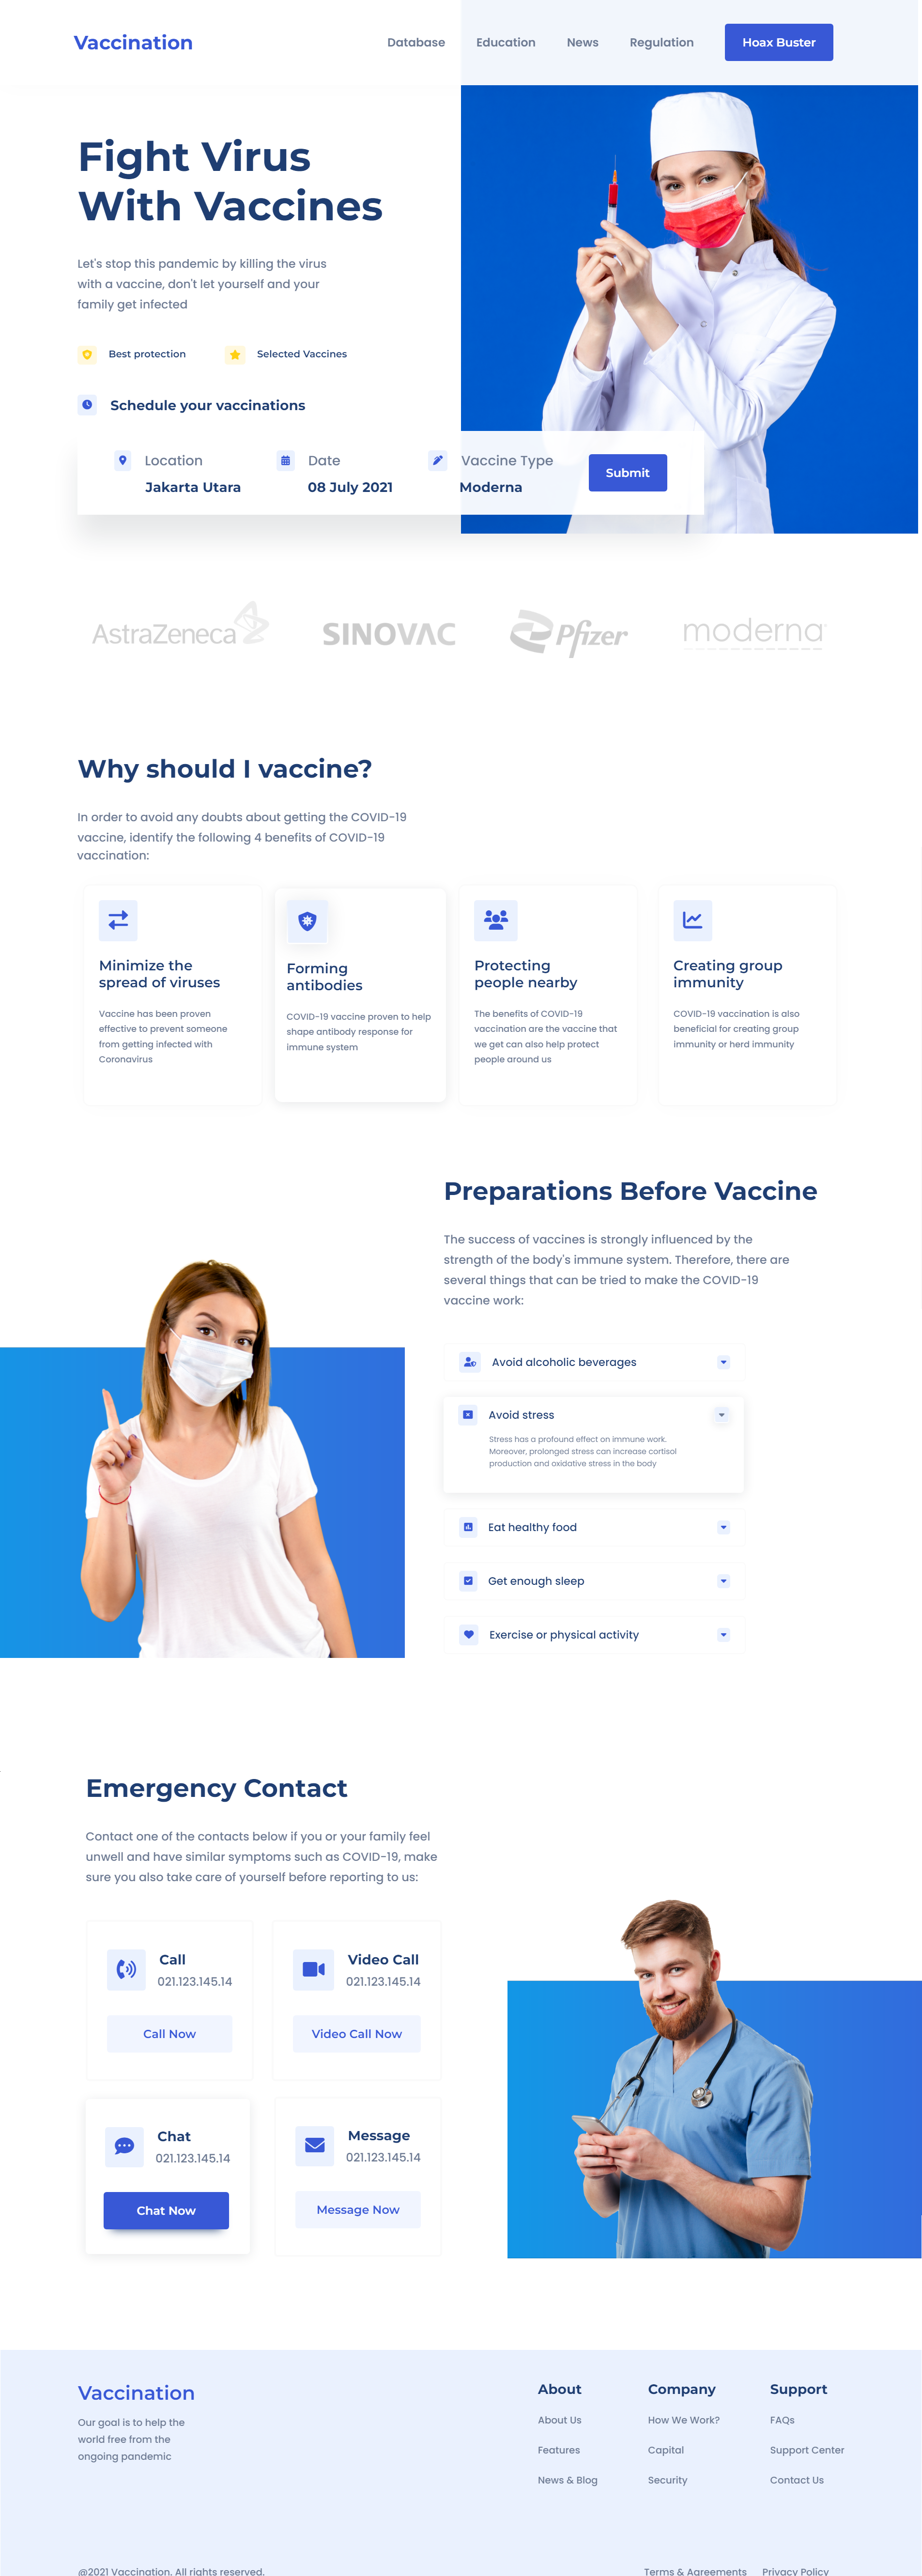 Vaccination
Database
Education
News
Regulation
Hoax Buster
Fight Virus
With Vaccines
Let's stop this pandemic by killing the virus
with a vaccine, don't let yourself and your
family get infected
Best protection
Selected Vaccines
Schedule your vaccinations
Location
Jakarta Utara
Date
08 July 2021
Vaccine Type
Moderna
Submit
AstraZeneca
SINOVAC
Pfizer
moderna
Why should I vaccine?
In order to avoid any doubts about getting the COVID-19
vaccine, identify the following 4 benefits of COVID-19
vaccination:
Minimize the
spread of viruses
Vaccine has been proven
effective to prevent someone
from getting infected with
Coronavirus
Forming
antibodies
COVID-19 vaccine proven to help
shape antibody response for
immune system
Protecting
people nearby
The benefits of COVID-19
vaccination are the vaccine that
we get can also help protect
people around us
Creating group
immunity
COVID-19 vaccination is also
beneficial for creating group
immunity or herd immunity
Preparations Before Vaccine
The success of vaccines is strongly influenced by the
strength of the body's immune system. Therefore, there are
several things that can be tried to make the COVID-19
vaccine work:
Avoid alcoholic beverages
Avoid stress
Stress has a profound effect on immune work.
Moreover, prolonged stress can increase cortisol
production and oxidative stress in the body
Eat healthy food
Get enough sleep
Exercise or physical activity
Emergency Contact
Contact one of the contacts below if you or your family feel
unwell and have similar symptoms such as COVID-19, make
sure you also take care of yourself before reporting to us:
Call
021.123.145.14
Call Now
Video Call
021.123.145.14
Video Call Now
Chat
021.123.145.14
Chat Now
Message
021.123.145.14
Message Now
Vaccination
Our goal is to help the
world free from the
ongoing pandemic
About
About Us
Features
News & Blog
Company
How We Work?
Capital
Security
Support
FAQs
Support Center
Contact Us
@2021 Vaccination. All rights reserved.
Terms & Agreements
Privacy Policy